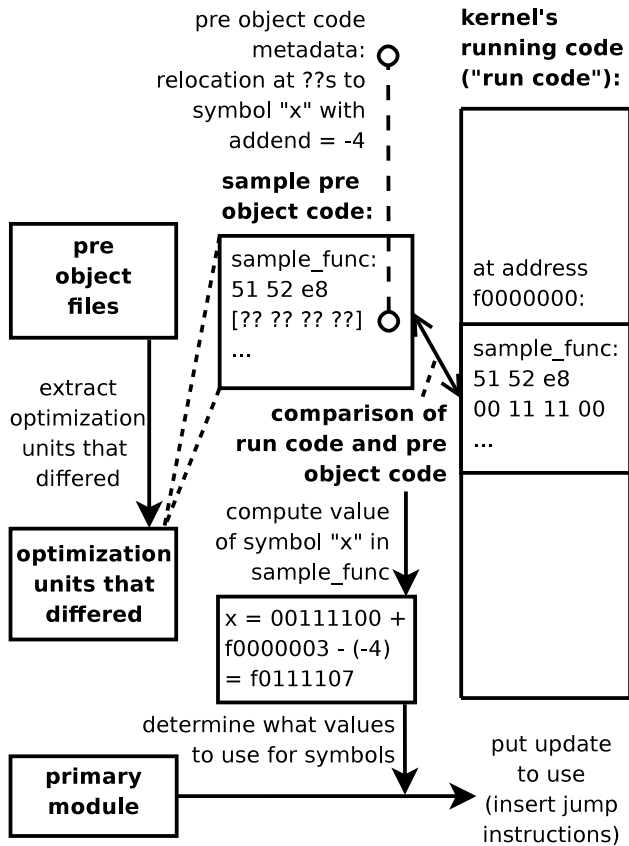 pre object code
metadata:
relocation at ??s to
symbol "x" with
addend = -4
kernel's
running code
("run code"):
sample pre
object code:
pre
object
files
sample_func:
51 52 e8
[?? ?? ?? ??]
...
at address
f0000000:
sample_func:
51 52 e8
00 11 11 00
...
extract
optimization
units that
differed
comparison of
run code and pre
object code
optimization
units that
differed
compute value
of symbol "x" in
sample_func
x = 00111100 +
f0000003 - (-4)
= f0111107
determine what values
to use for symbols
primary
module
put update
to use
(insert jump
instructions)